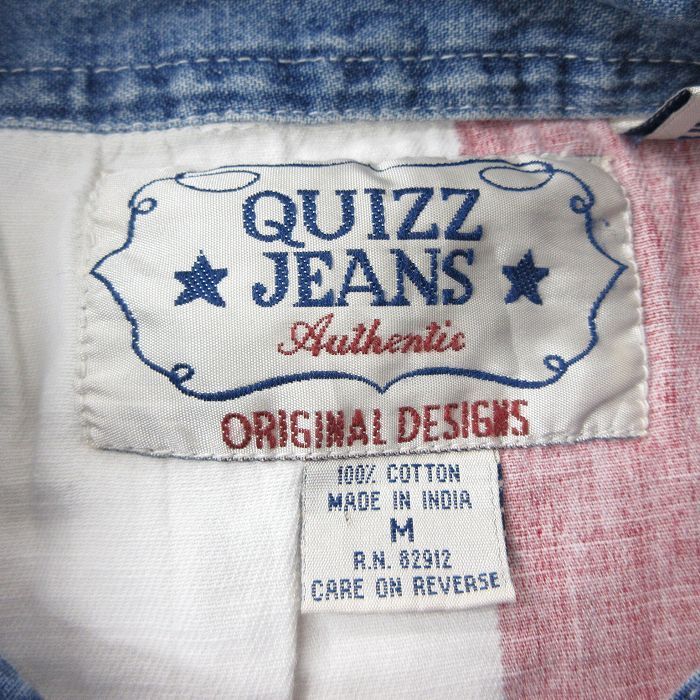 QUIZZ
JEANS
Authentic
ORIGINAL DESIGNS
100% COTTON
MADE IN INDIA
M
R.N. 82912
CARE ON REVERSE